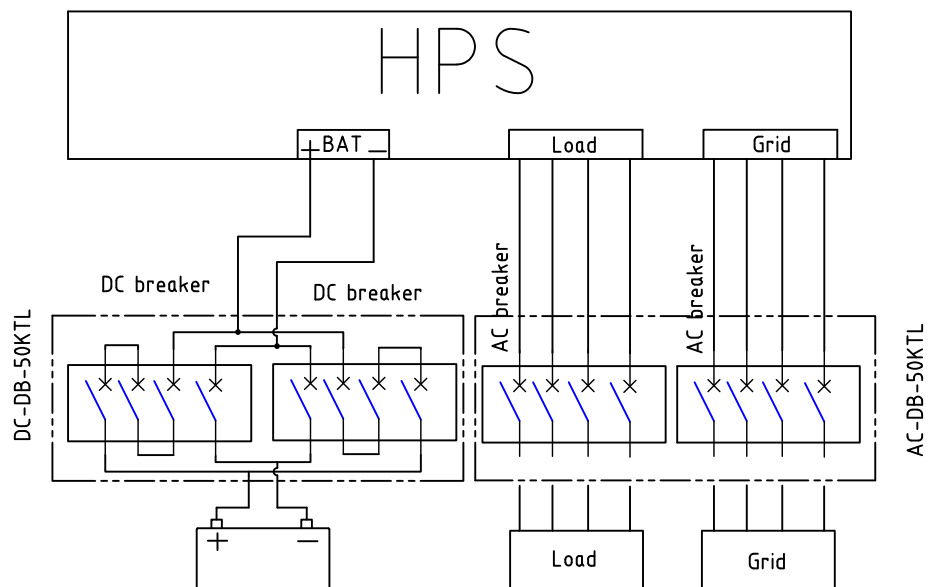 HPS
+ BAT _
Load
Grid
DC breaker
DC breaker
AC breaker
AC breaker
DC-DB-50KTL
AC-DB-50KTL
+ −
Load
Grid